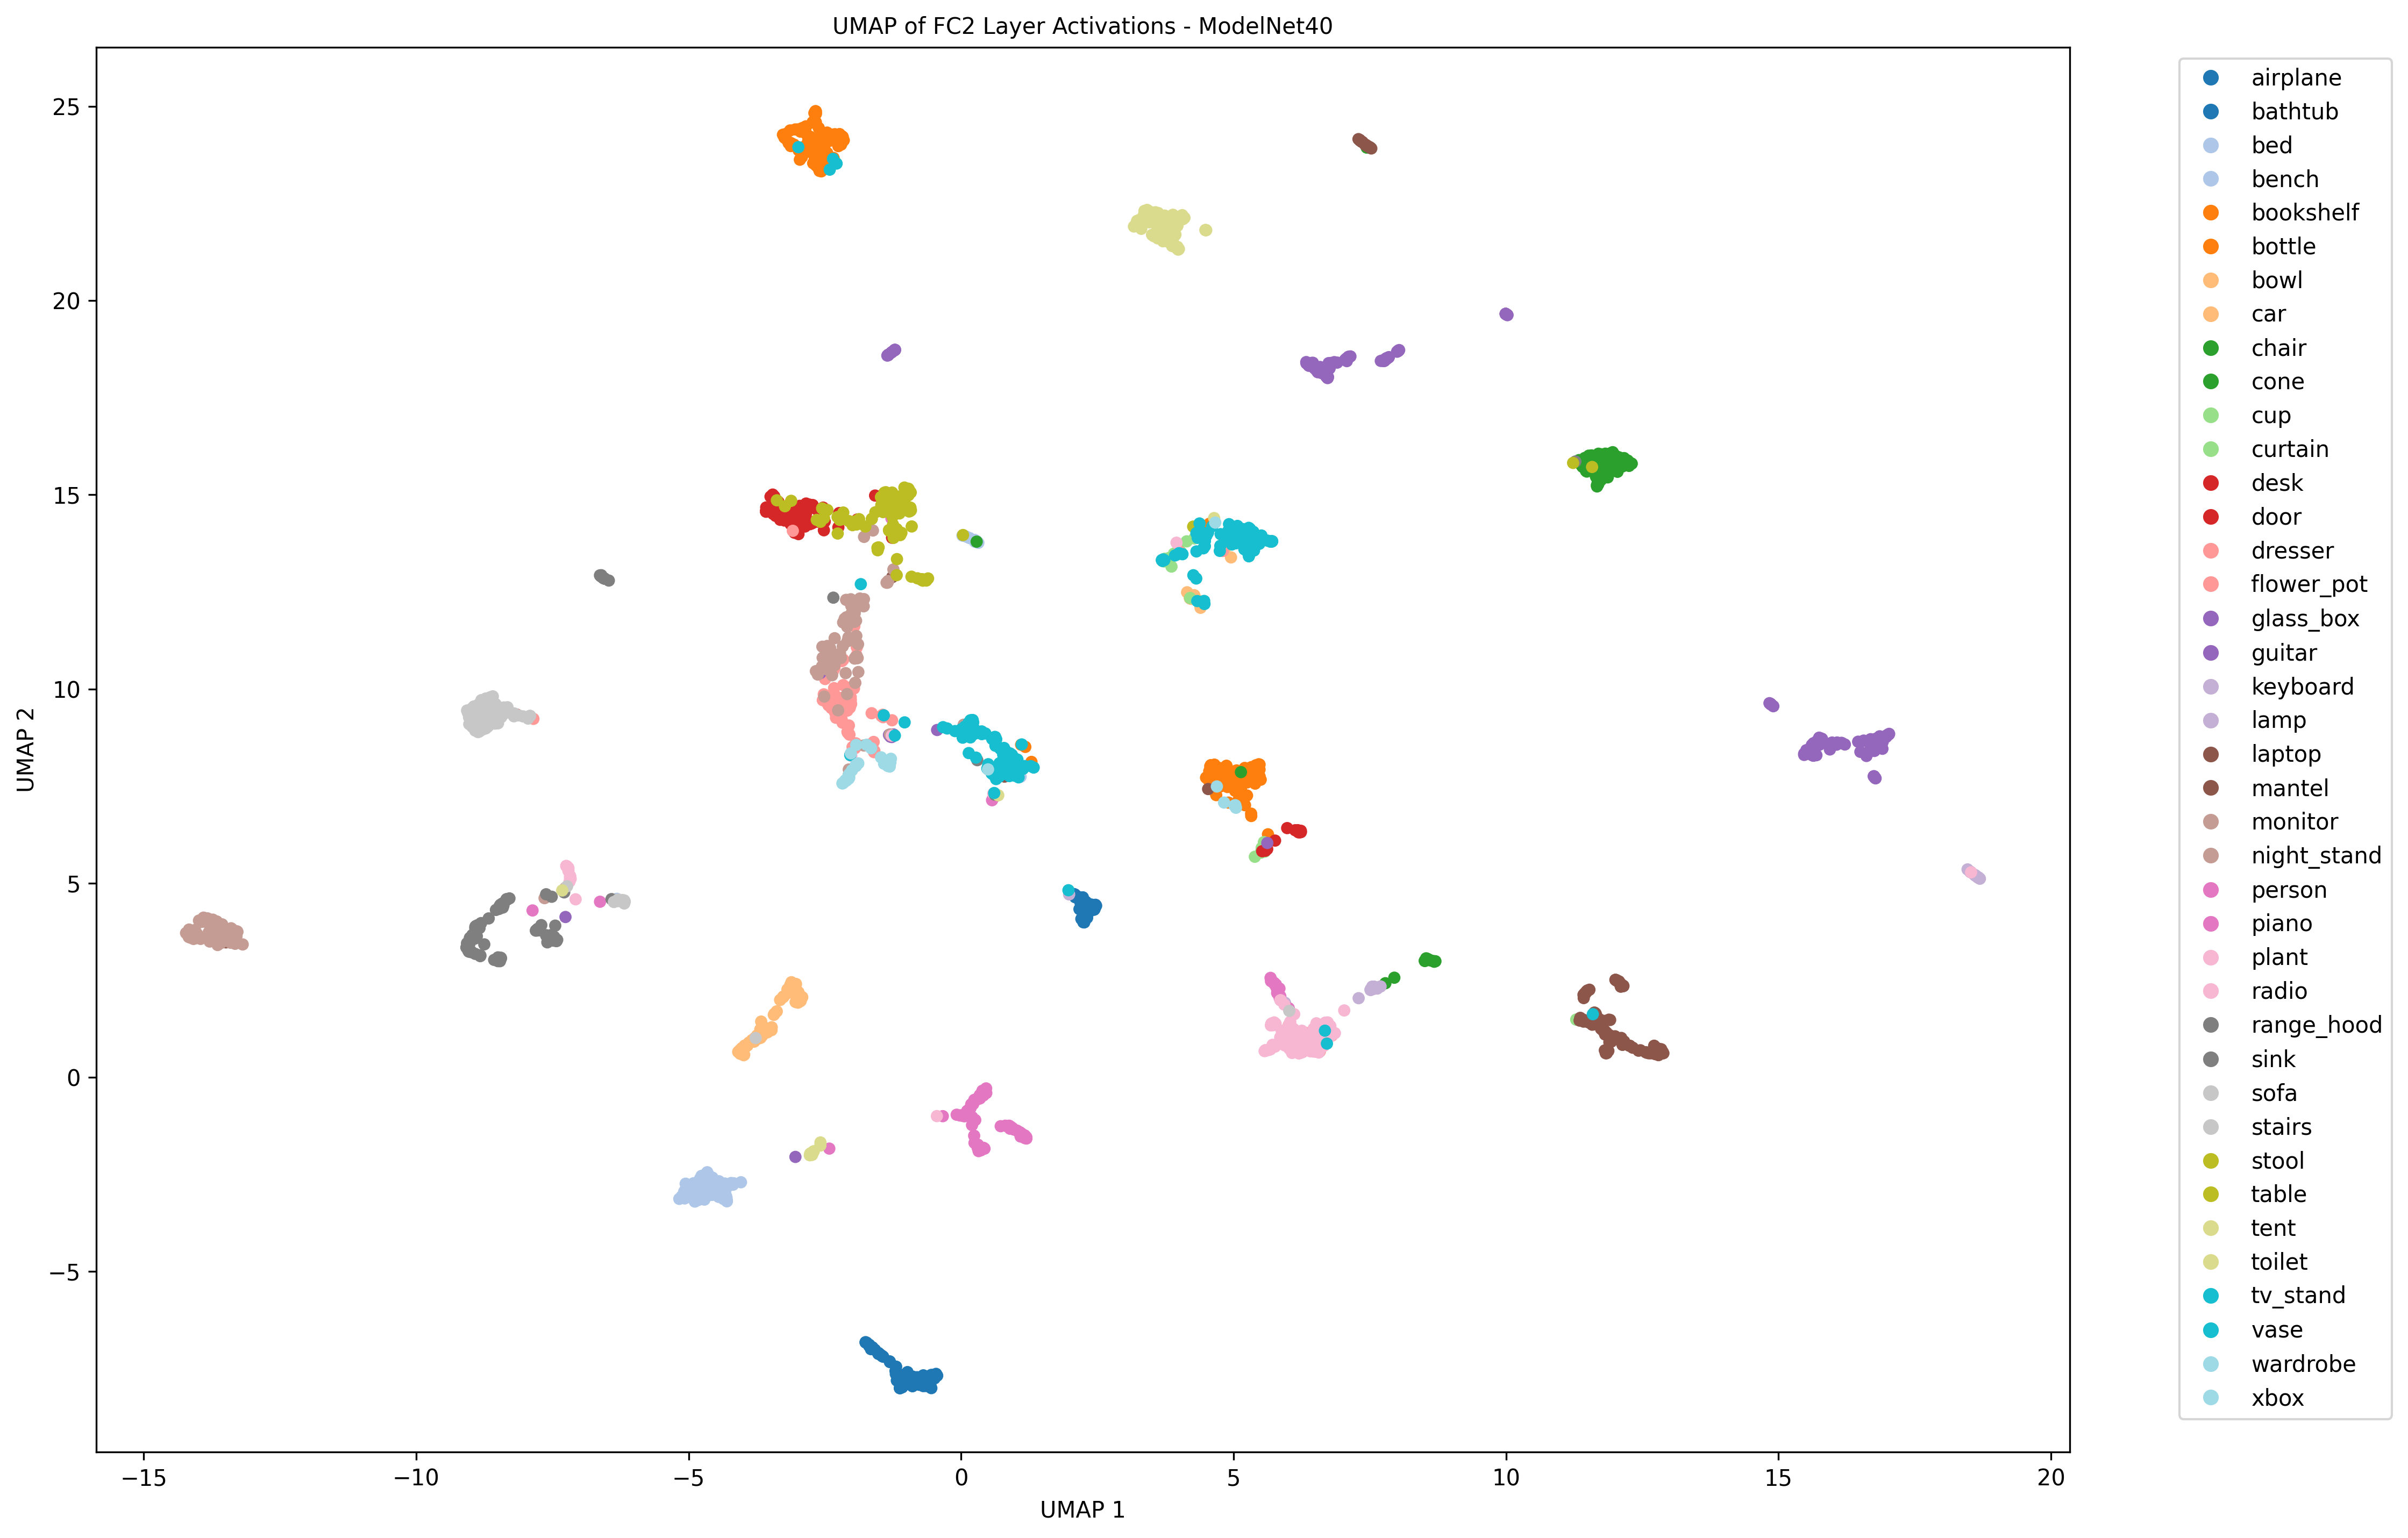 UMAP of FC2 Layer Activations - ModelNet40
25
20
15
10
5
0
−5
UMAP 2
−15
−10
−5
0
5
10
15
20
UMAP 1
airplane
bathtub
bed
bench
bookshelf
bottle
bowl
car
chair
cone
cup
curtain
desk
door
dresser
flower_pot
glass_box
guitar
keyboard
lamp
laptop
mantel
monitor
night_stand
person
piano
plant
radio
range_hood
sink
sofa
stairs
stool
table
tent
toilet
tv_stand
vase
wardrobe
xbox